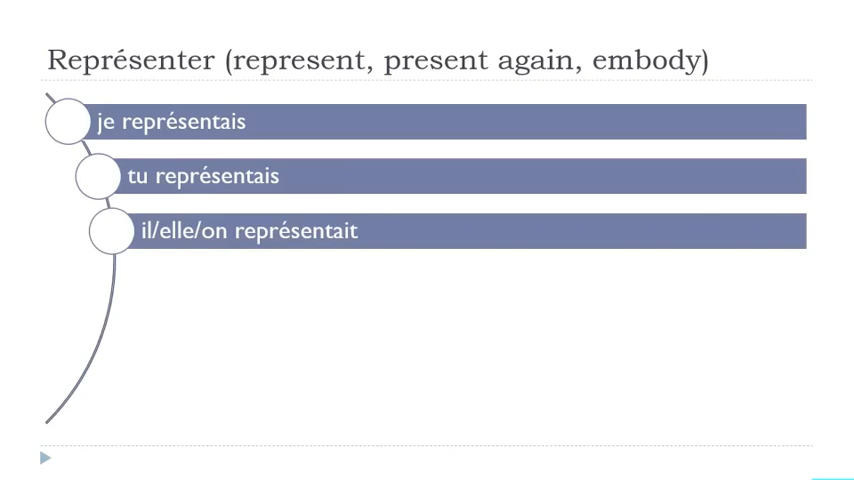 Représenter (represent, present again, embody)
je représentais
tu représentais
il/elle/on représentait